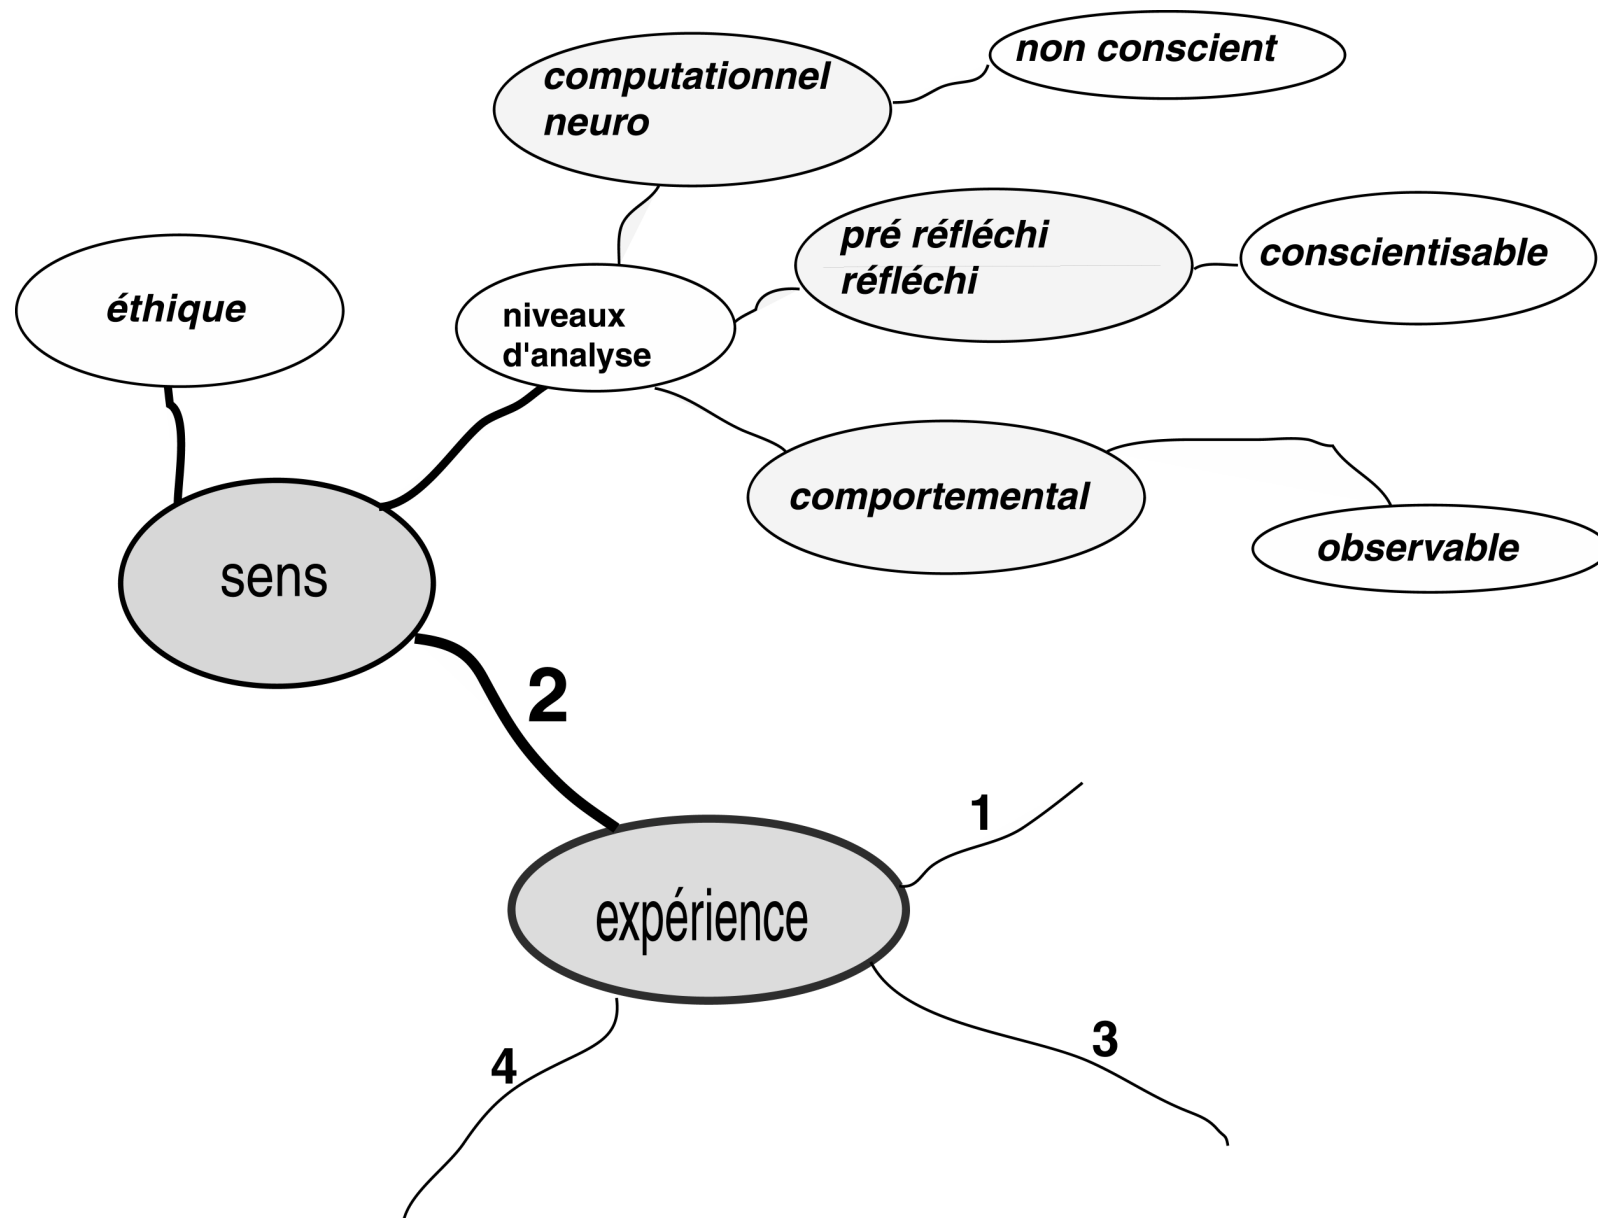 non conscient
computationnel
neuro
pré réfléchi
réfléchi
conscientisable
éthique
niveaux
d'analyse
comportemental
observable
sens
2
1
expérience
3
4